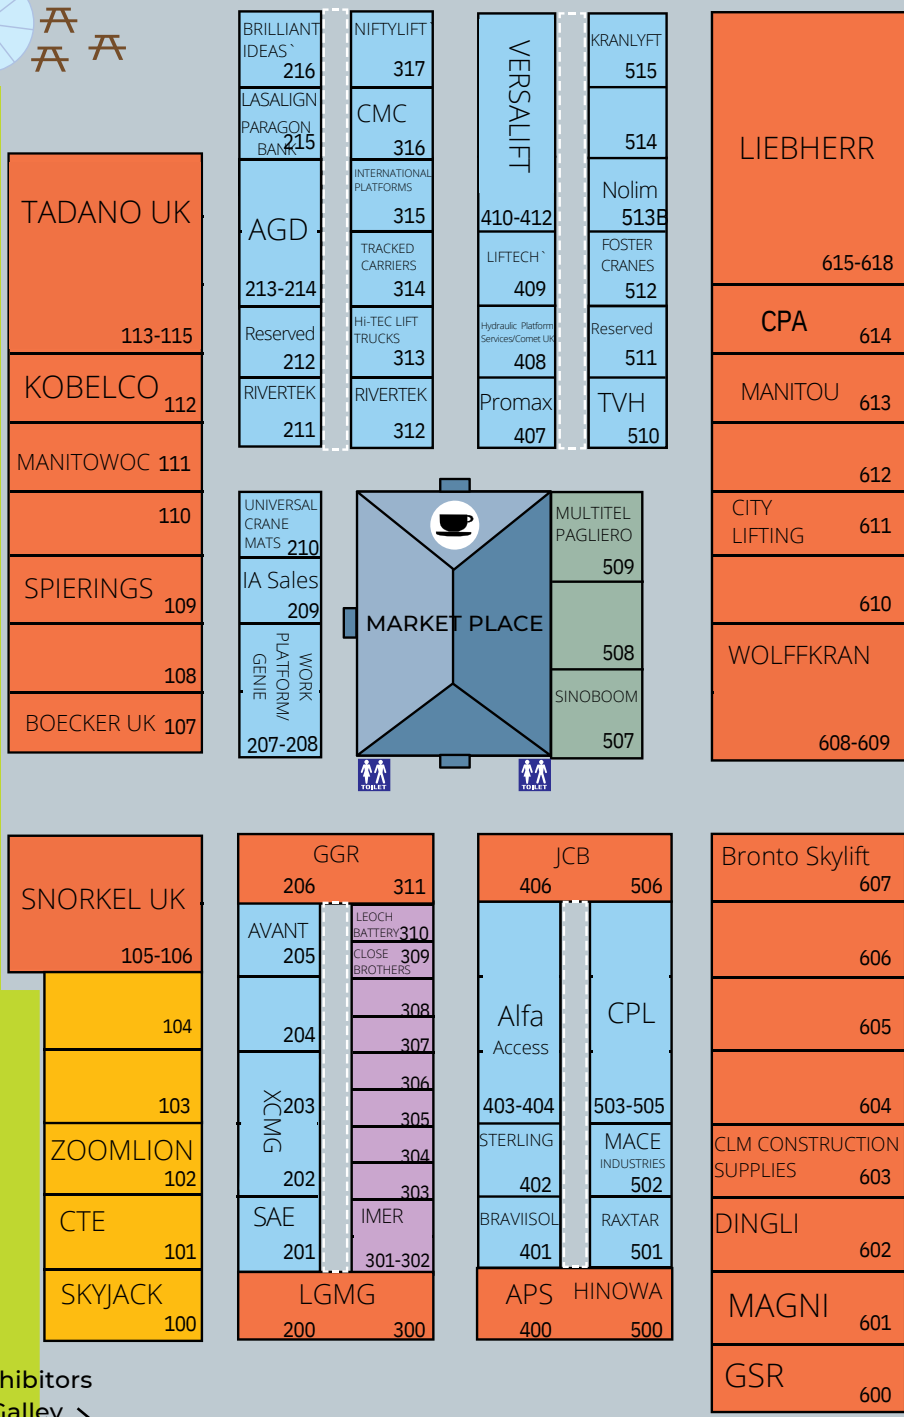 BRILLIANT
IDEAS`
216
LASALIGN
PARAGON
BANK
215
AGD
213-214
Reserved
212
RIVERTEK
211
NIFTYLIFT`
317
CMC
316
INTERNATIONAL
PLATFORMS
315
TRACKED
CARRIERS
314
Hi-TEC LIFT
TRUCKS
313
RIVERTEK
312
VERSALIFT
410-412
LIFTECH`
409
Hydraulic Platform
Services/Comet UK
408
Promax
407
KRANLYFT
515
514
Nolim
513B
FOSTER
CRANES
512
Reserved
511
TVH
510
LIEBHERR
615-618
CPA
614
MANITOU 613
612
CITY
LIFTING
611
610
WOLFFKRAN
608-609
TADANO UK
113-115
KOBELCO 112
MANITOWOC 111
110
SPIERINGS 109
108
BOECKER UK 107
UNIVERSAL
CRANE
MATS 210
IA Sales
209
WORK
PLATFORM/
GENIE
207-208
MARKET PLACE
TOILET
TOILET
MULTITEL
PAGLIERO
509
508
SINOBOOM
507
SNORKEL UK
105-106
104
103
ZOOMLION
102
CTE
101
SKYJACK
100
GGR
206 311
AVANT
205
204
XCMG
203
202
SAE
201
LEOCH
BATTERY 310
CLOSE
BROTHERS
309
308
307
306
305
304
303
IMER
301-302
LGMG
200 300
JCB
406 506
Alfa
Access
403-404
STERLING
402
BRAVIISOL
401
CPL
503-505
MACE
INDUSTRIES
502
RAXTAR
501
APS HINOWA
400 500
Bronto Skylift
607
606
605
604
CLM CONSTRUCTION
SUPPLIES
603
DINGLI
602
MAGNI
601
GSR
600
hibitors
Galley